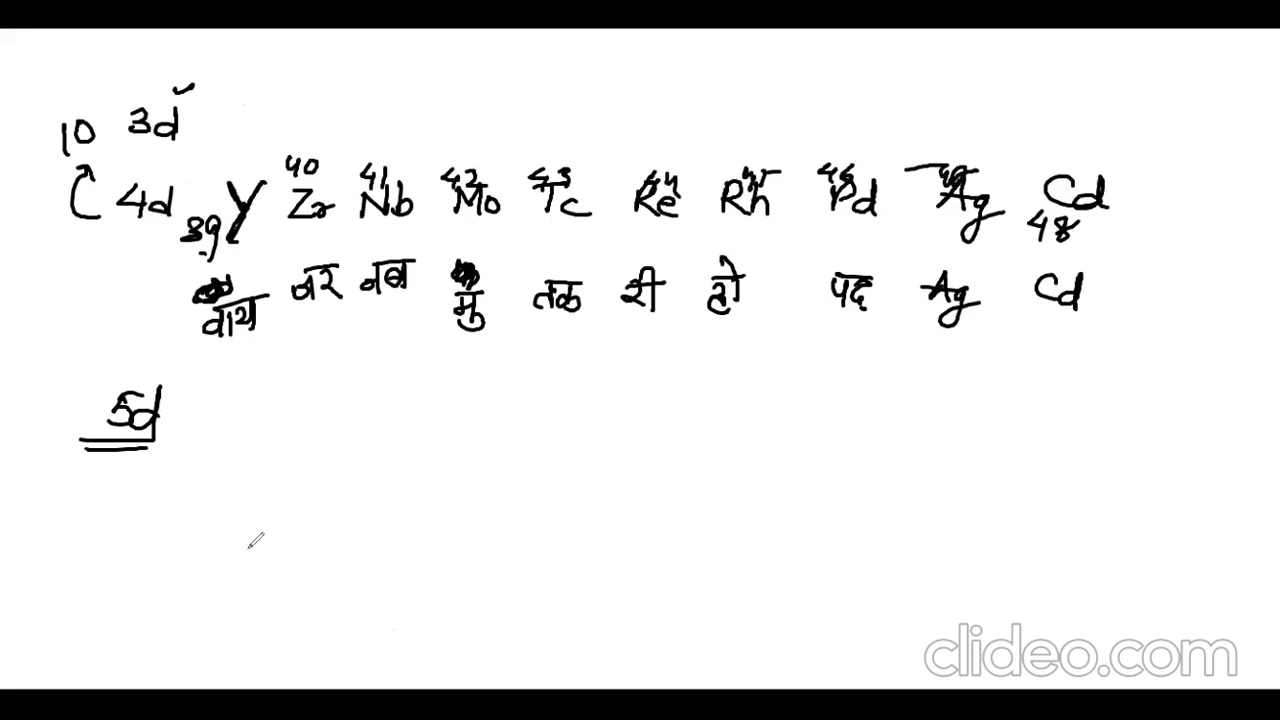 10 3d
40 41 42 43 44 45 46
4d 39 Y Zr Nb Mo Tc Re Rh Pd Ag Cd
48
वाय बर नब मु तक री हो पद Ag Cd
5d
clideo.com